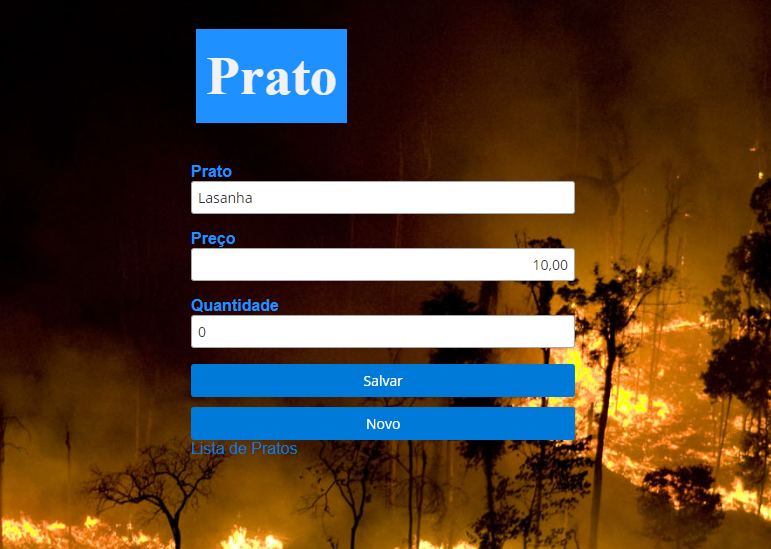 Prato
Prato
Lasanha
Preço
10,00
Quantidade
0
Salvar
Novo
Lista de Pratos